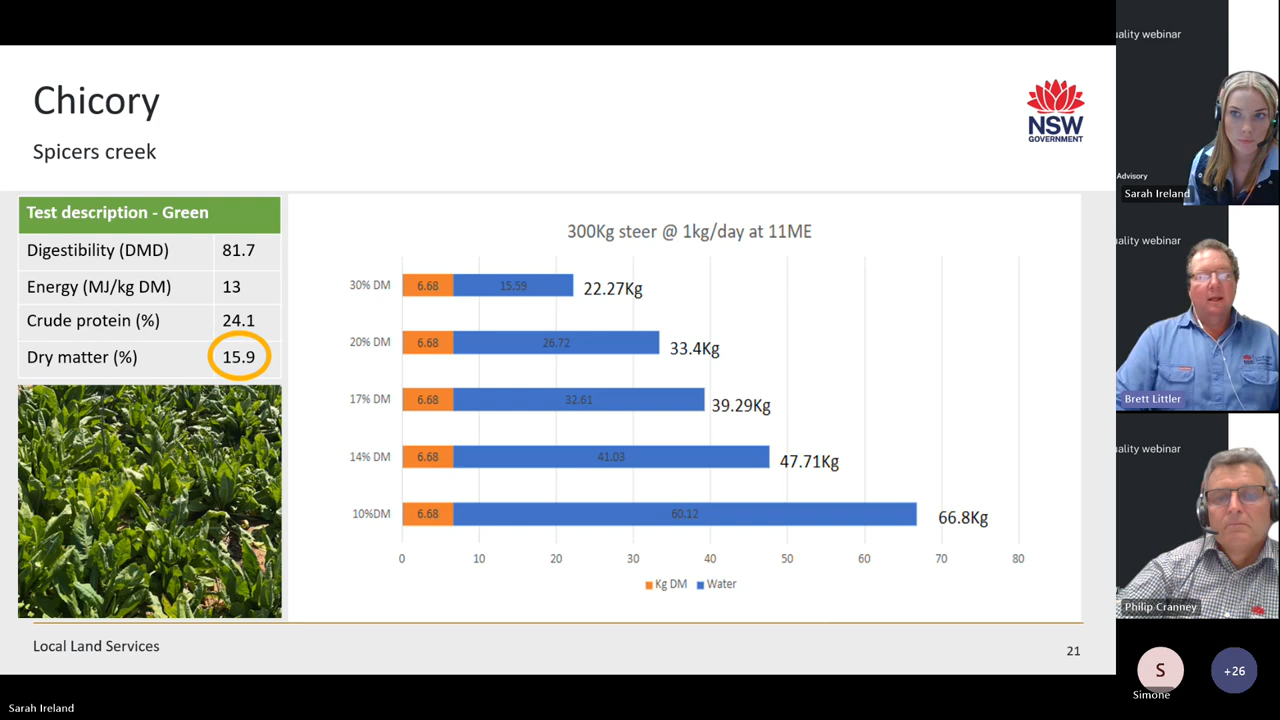 Chicory
Spicers creek
NSW
GOVERNMENT
Test description - Green
Digestibility (DMD) 81.7
Energy (MJ/kg DM) 13
Crude protein (%) 24.1
Dry matter (%) 15.9
300Kg steer @ 1kg/day at 11ME
30% DM 6.68 15.59 22.27Kg
20% DM 6.68 26.72 33.4Kg
17% DM 6.68 32.61 39.29Kg
14% DM 6.68 41.03 47.71Kg
10%DM 6.68 60.12 66.8Kg
0 10 20 30 40 50 60 70 80
Kg DM Water
Local Land Services
21
uality webinar
Advisory
Sarah Ireland
uality webinar
Brett Littler
uality webinar
Philip Cranney
S
Simone
+26
Sarah Ireland